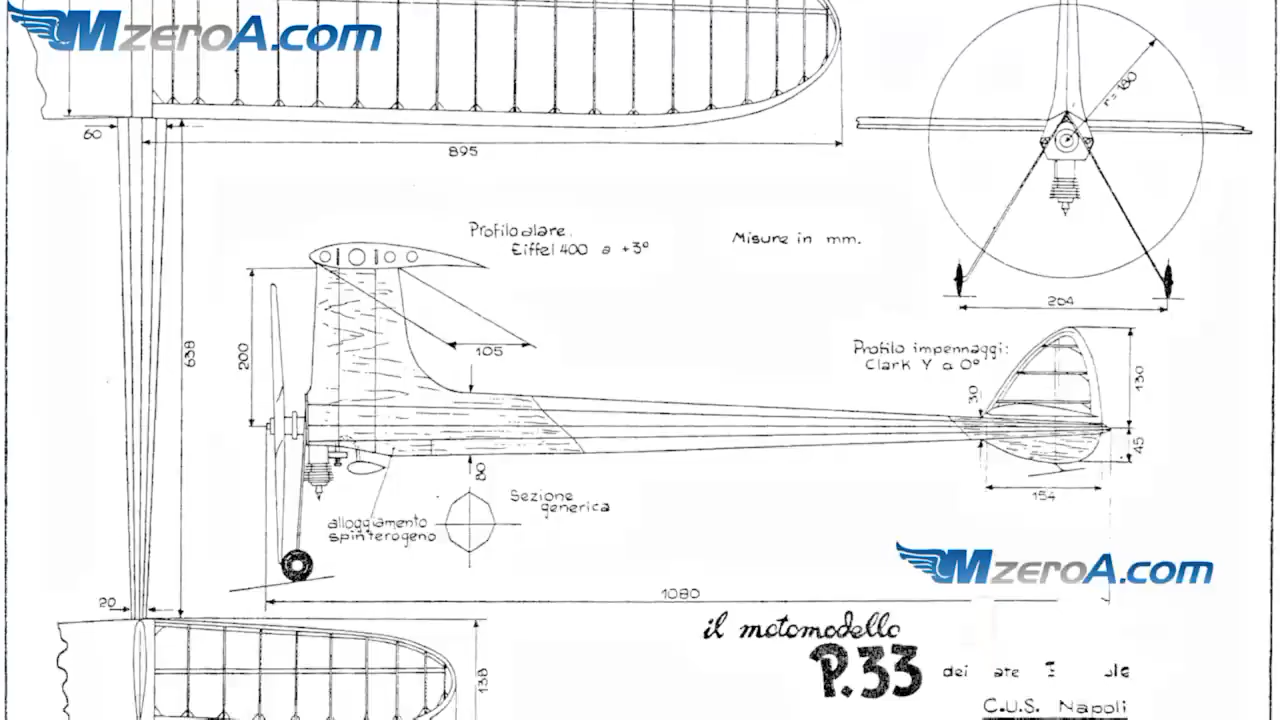 MzeroA.com
60
895
r=180
Profilo alare:
Eiffel 400 a +3°
Misure in mm.
204
638
200
105
Profilo impennaggi:
Clark Y a 0°
30
130
45
80
154
Sezione
generica
alloggiamento
spinterogeno
MzeroA.com
20
1080
il motomodello
P.33
138
C.U.S. Napoli